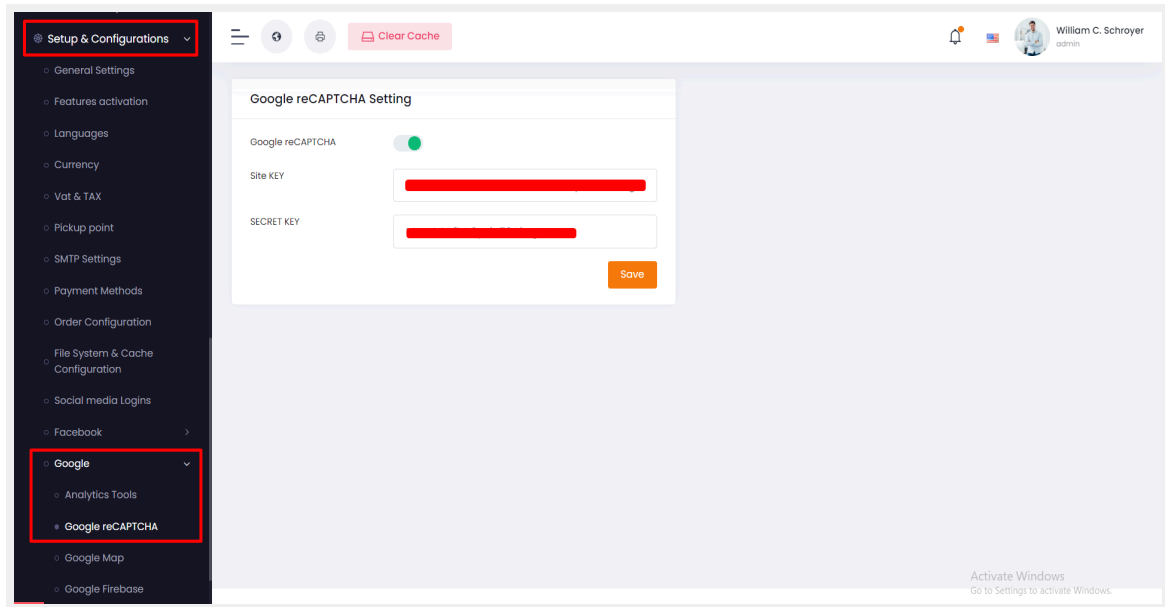 Setup & Configurations
General Settings
Features activation
Languages
Currency
Vat & TAX
Pickup point
SMTP Settings
Payment Methods
Order Configuration
File System & Cache
Configuration
Social media Logins
Facebook
Google
Analytics Tools
Google reCAPTCHA
Google Map
Google Firebase
Clear Cache
William C. Schroyer
admin
Google reCAPTCHA Setting
Google reCAPTCHA
Site KEY
SECRET KEY
Save
Activate Windows
Go to Settings to activate Windows.